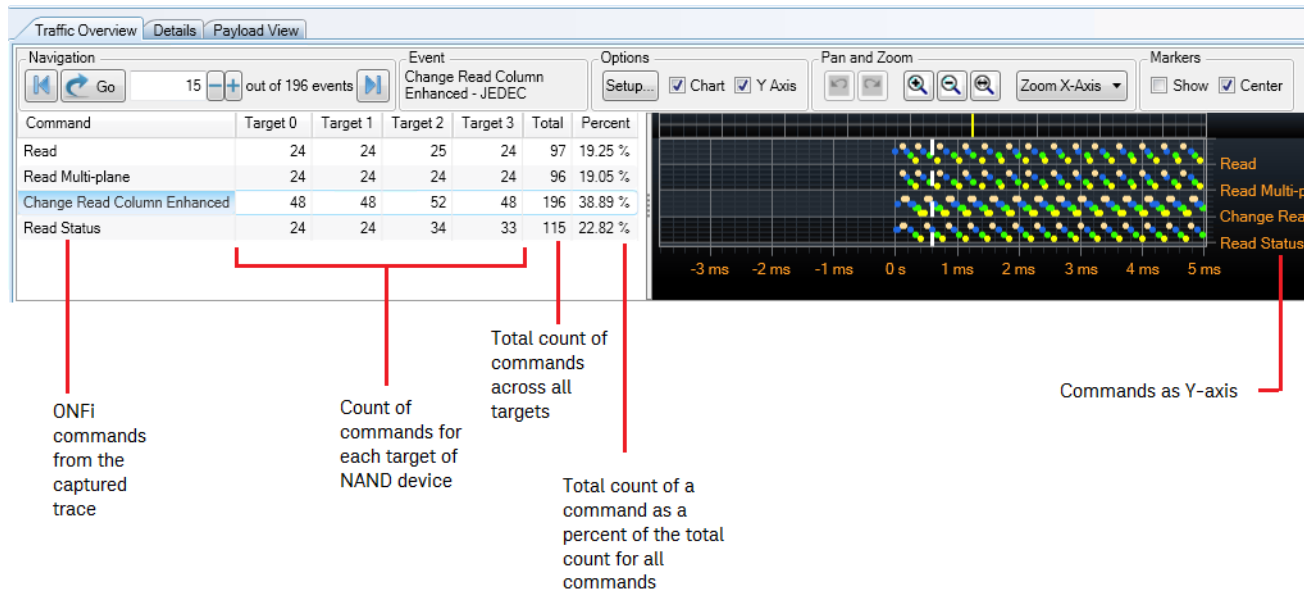 Traffic Overview Details Payload View
Navigation Event Options Pan and Zoom Markers
Go 15 out of 196 events Change Read Column
Enhanced - JEDEC Setup... Chart Y Axis Zoom X-Axis Show Center
Command Target 0 Target 1 Target 2 Target 3 Total Percent
Read 24 24 25 24 97 19.25 %
Read Multi-plane 24 24 24 24 96 19.05 %
Change Read Column Enhanced 48 48 52 48 196 38.89 %
Read Status 24 24 34 33 115 22.82 %
Read
Read Multi-p
Change Rea
Read Status
-3 ms -2 ms -1 ms 0 s 1 ms 2 ms 3 ms 4 ms 5 ms
ONFi
commands
from the
captured
trace
Count of
commands for
each target of
NAND device
Total count of
commands
across all
targets
Total count of a
command as a
percent of the total
count for all
commands
Commands as Y-axis